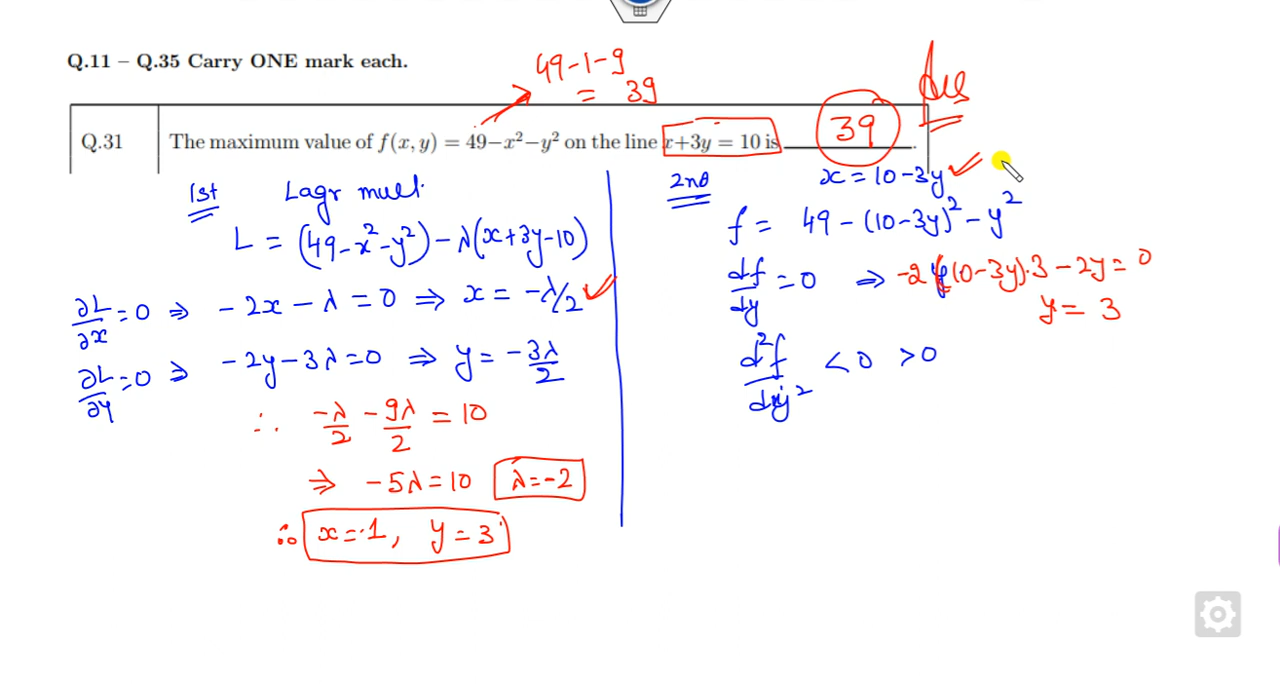 Q.11 – Q.35 Carry ONE mark each.
49-1-9
= 39
Ans
Q.31 The maximum value of f(x, y) = 49−x²−y² on the line x+3y = 10 is ________. 39
1st Lagr mult.
L = (49-x²-y²) - λ(x+3y-10)
∂L/∂x = 0 ⇒ -2x - λ = 0 ⇒ x = -λ/2
∂L/∂y = 0 ⇒ -2y - 3λ = 0 ⇒ y = -3λ/2
∴ -λ/2 - 9λ/2 = 10
⇒ -5λ = 10 λ = -2
∴ x = 1, y = 3
2nd x = 10-3y
f = 49 - (10-3y)² - y²
df/dy = 0 ⇒ -2(10-3y)·3 - 2y = 0
y = 3
d²f/dy² < 0 > 0